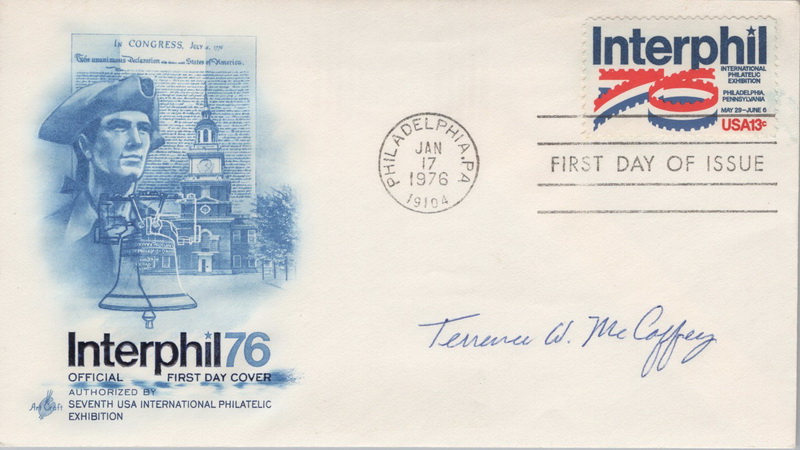 IN CONGRESS, JULY 4, 1776
The unanimous Declaration of the thirteen united States of America.
Interphil
INTERNATIONAL
PHILATELIC
EXHIBITION
PHILADELPHIA,
PENNSYLVANIA
MAY 29–JUNE 6
USA13c
PHILADELPHIA, PA
JAN
17
1976
19104
FIRST DAY OF ISSUE
Terrence W. McCaffrey
Interphil76
OFFICIAL FIRST DAY COVER
AUTHORIZED BY
SEVENTH USA INTERNATIONAL PHILATELIC
EXHIBITION
Art Craft